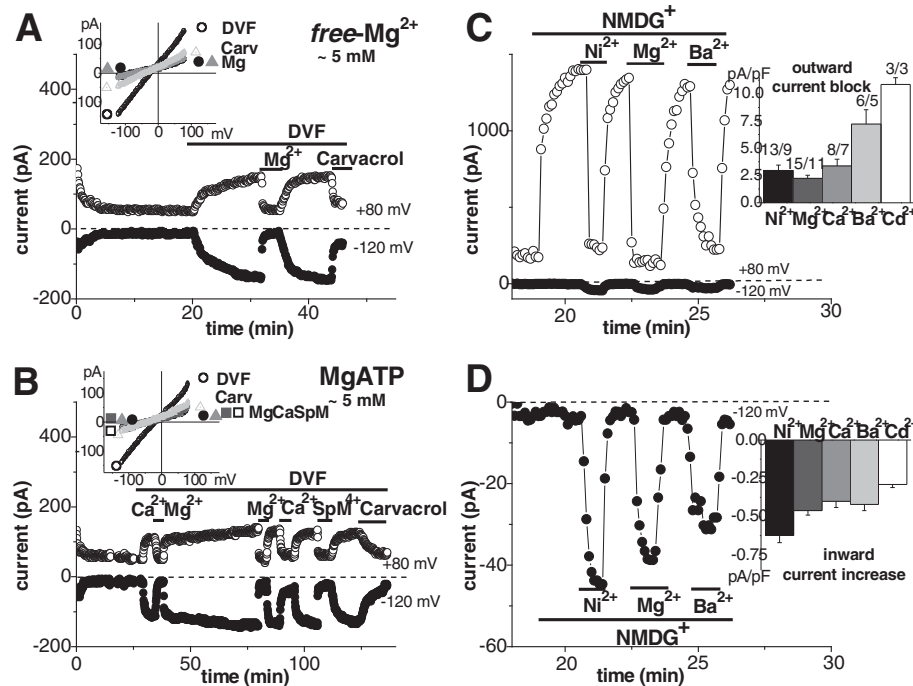 A
pA
100
0
100
-100
0
100
mV
DVF
Carv
Mg
free-Mg2+
~ 5 mM
400
200
0
-200
current (pA)
DVF
Mg2+
Carvacrol
+80 mV
-120 mV
0
20
40
time (min)
B
pA
100
0
-100
-100
0
100
mV
DVF
Carv
MgCaSpM
MgATP
~ 5 mM
400
200
0
-200
current (pA)
DVF
Ca2+
Mg2+
Mg2+
Ca2+
SpM4+
Carvacrol
+80 mV
-120 mV
0
50
100
time (min)
C
NMDG+
Ni2+
Mg2+
Ba2+
1000
0
current (pA)
+80 mV
-120 mV
20
25
30
time (min)
pA/pF
10.0
7.5
5.0
2.5
0.0
outward
current block
13/9
15/11
8/7
6/5
3/3
Ni2+
Mg2+
Ca2+
Ba2+
Cd2+
D
0
-20
-40
-60
current (pA)
-120 mV
Ni2+
Mg2+
Ba2+
NMDG+
20
25
30
time (min)
Ni2+
Mg2+
Ca2+
Ba2+
Cd2+
0.00
-0.25
-0.50
-0.75
pA/pF
inward
current increase